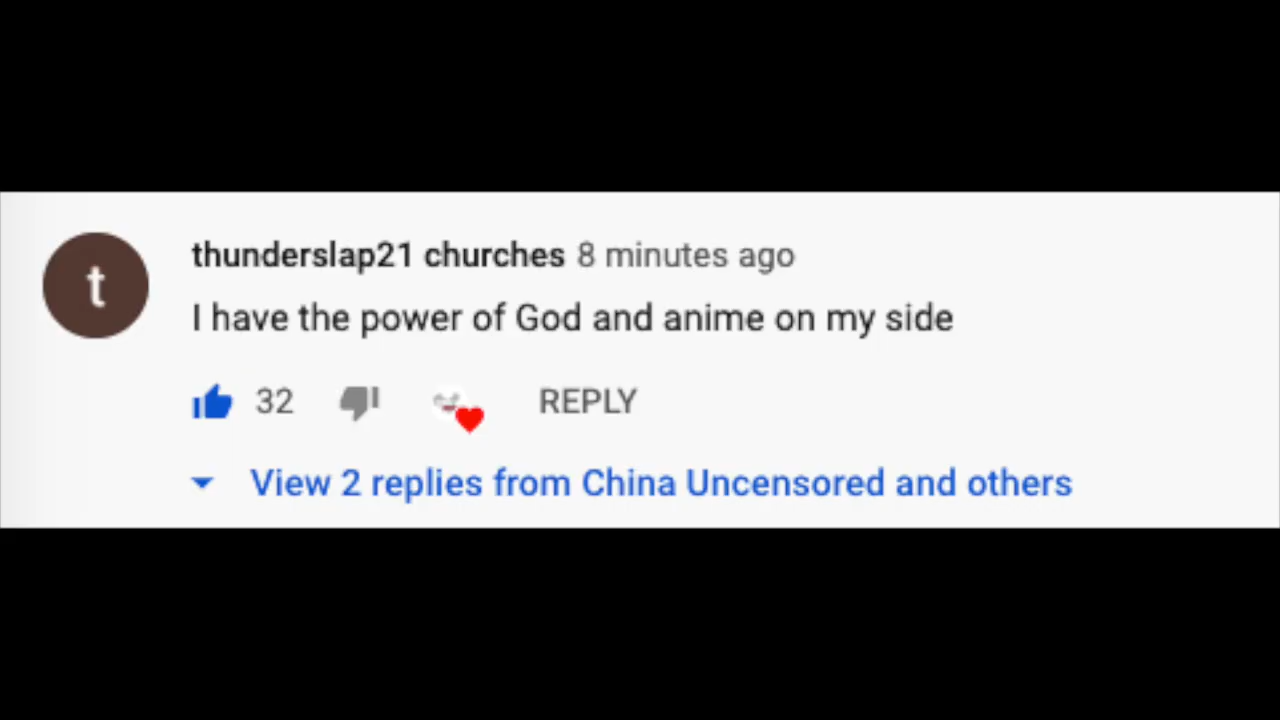 t
thunderslap21 churches 8 minutes ago
I have the power of God and anime on my side
32 REPLY
View 2 replies from China Uncensored and others